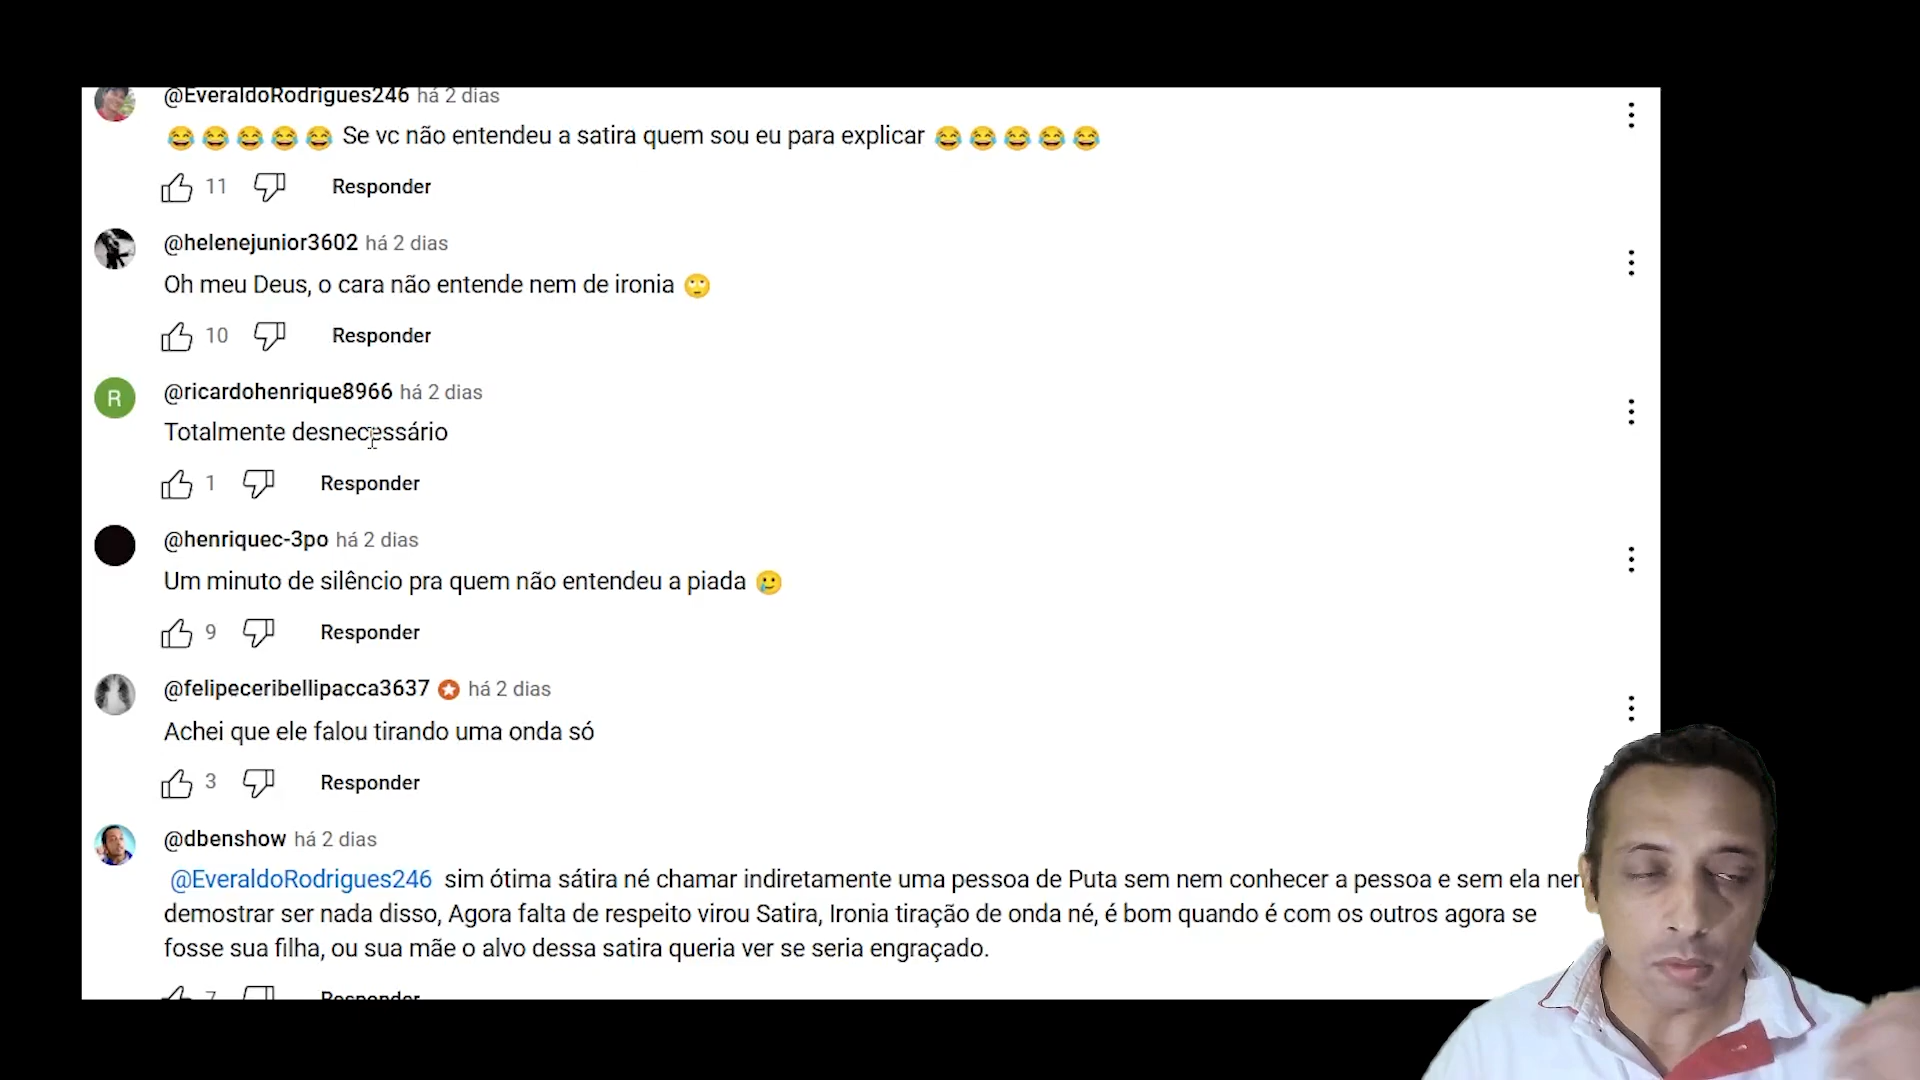 @EveraldoRodrigues246 há 2 dias
😂😂😂😂😂 Se vc não entendeu a satira quem sou eu para explicar 😂😂😂😂😂
11 Responder
@helenejunior3602 há 2 dias
Oh meu Deus, o cara não entende nem de ironia 🙄
10 Responder
R @ricardohenrique8966 há 2 dias
Totalmente desnecessário
1 Responder
@henriquec-3po há 2 dias
Um minuto de silêncio pra quem não entendeu a piada 🥲
9 Responder
@felipeceribellipacca3637 há 2 dias
Achei que ele falou tirando uma onda só
3 Responder
@dbenshow há 2 dias
@EveraldoRodrigues246 sim ótima sátira né chamar indiretamente uma pessoa de Puta sem nem conhecer a pessoa e sem ela
demostrar ser nada disso, Agora falta de respeito virou Satira, Ironia tiração de onda né, é bom quando é com os outros agora se
fosse sua filha, ou sua mãe o alvo dessa satira queria ver se seria engraçado.
7 Responder